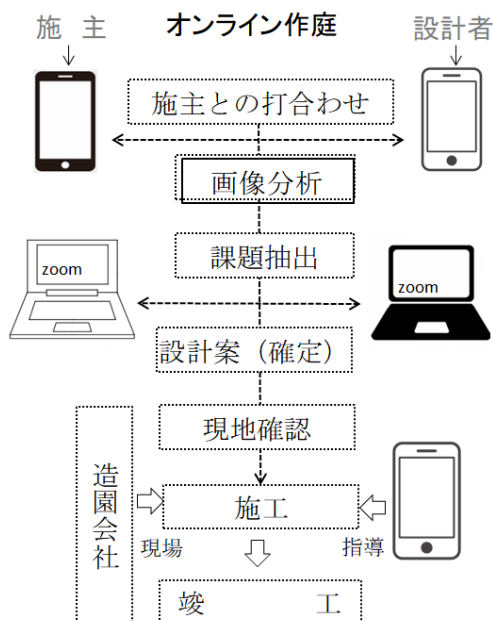 施 主
オンライン作庭
設計者
施主との打合わせ
画像分析
課題抽出
zoom
zoom
設計案（確定）
現地確認
造園会社
施工
現場
指導
竣 工